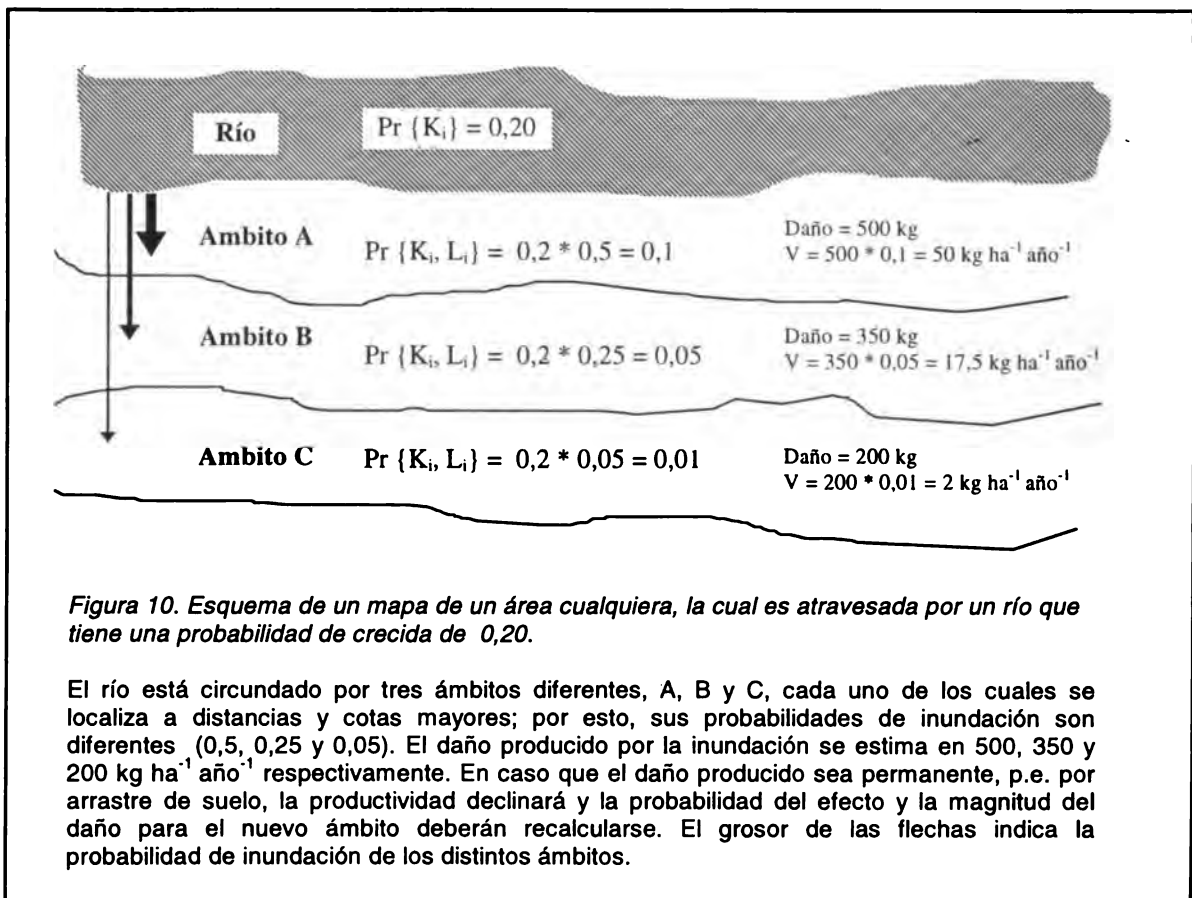 Río Pr {Kᵢ} = 0,20
Ambito A Pr {Kᵢ, Lᵢ} = 0,2 * 0,5 = 0,1
Daño = 500 kg
V = 500 * 0,1 = 50 kg ha⁻¹ año⁻¹
Ambito B Pr {Kᵢ, Lᵢ} = 0,2 * 0,25 = 0,05
Daño = 350 kg
V = 350 * 0,05 = 17,5 kg ha⁻¹ año⁻¹
Ambito C Pr {Kᵢ, Lᵢ} = 0,2 * 0,05 = 0,01
Daño = 200 kg
V = 200 * 0,01 = 2 kg ha⁻¹ año⁻¹
Figura 10. Esquema de un mapa de un área cualquiera, la cual es atravesada por un río que
tiene una probabilidad de crecida de 0,20.
El río está circundado por tres ámbitos diferentes, A, B y C, cada uno de los cuales se
localiza a distancias y cotas mayores; por esto, sus probabilidades de inundación son
diferentes (0,5, 0,25 y 0,05). El daño producido por la inundación se estima en 500, 350 y
200 kg ha⁻¹ año⁻¹ respectivamente. En caso que el daño producido sea permanente, p.e. por
arrastre de suelo, la productividad declinará y la probabilidad del efecto y la magnitud del
daño para el nuevo ámbito deberán recalcularse. El grosor de las flechas indica la
probabilidad de inundación de los distintos ámbitos.